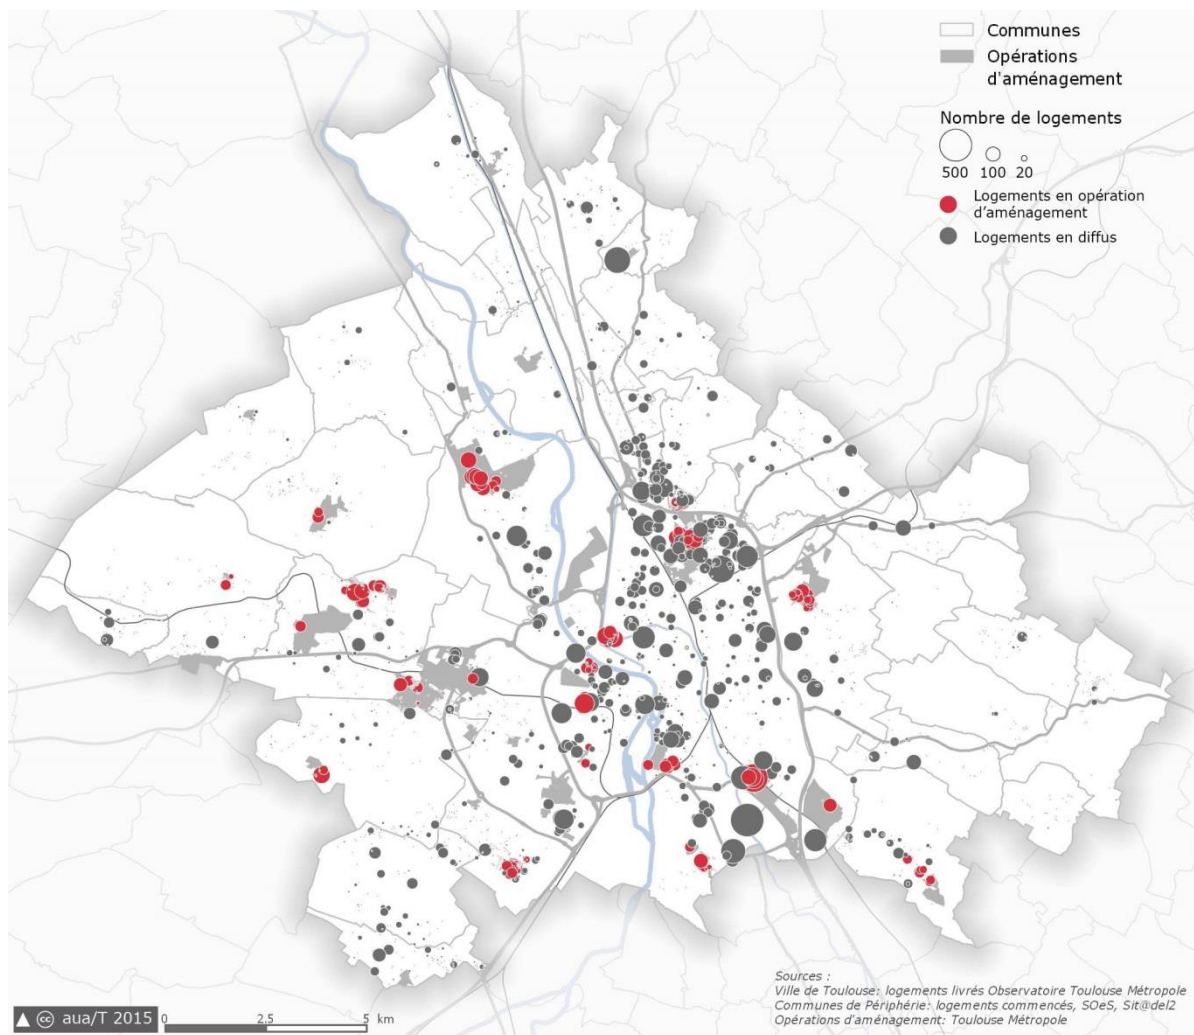 Communes
Opérations
d'aménagement
Nombre de logements
500 100 20
Logements en opération
d'aménagement
Logements en diffus
Sources :
Ville de Toulouse: logements livrés Observatoire Toulouse Métropole
Communes de Périphérie: logements commencés, SOeS, Sit@del2
Opérations d'aménagement: Toulouse Métropole
cc aua/T 2015
0 2.5 5 km